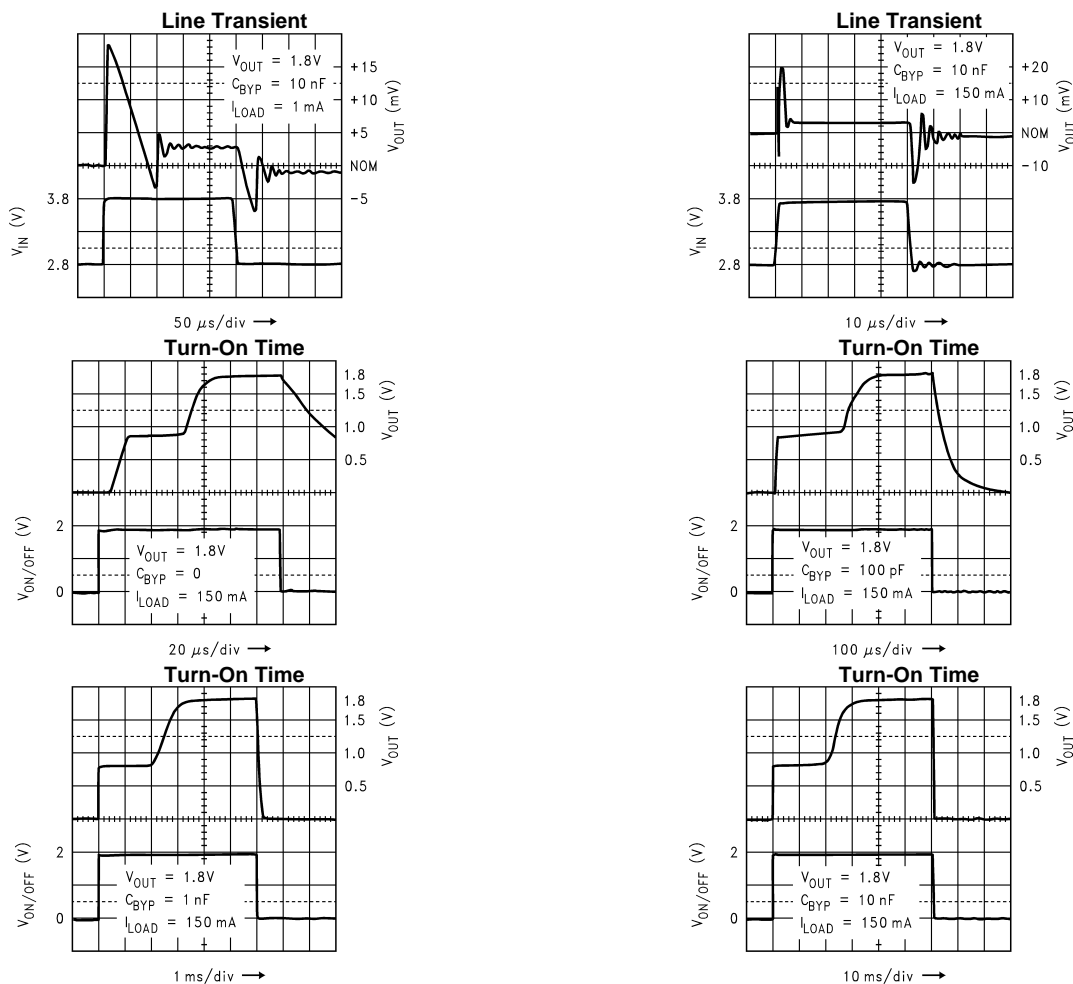 Line Transient
V_OUT = 1.8V
C_BYP = 10 nF
I_LOAD = 1 mA
+15
+10
+5
NOM
-5
V_OUT (mV)
3.8
2.8
V_IN (V)
50 μs/div →
Line Transient
V_OUT = 1.8V
C_BYP = 10 nF
I_LOAD = 150 mA
+20
+10
NOM
-10
V_OUT (mV)
3.8
2.8
V_IN (V)
10 μs/div →
Turn-On Time
1.8
1.5
1.0
0.5
V_OUT (V)
2
0
V_ON/OFF (V)
V_OUT = 1.8V
C_BYP = 0
I_LOAD = 150 mA
20 μs/div →
Turn-On Time
1.8
1.5
1.0
0.5
V_OUT (V)
2
0
V_ON/OFF (V)
V_OUT = 1.8V
C_BYP = 100 pF
I_LOAD = 150 mA
100 μs/div →
Turn-On Time
1.8
1.5
1.0
0.5
V_OUT (V)
2
0
V_ON/OFF (V)
V_OUT = 1.8V
C_BYP = 1 nF
I_LOAD = 150 mA
1 ms/div →
Turn-On Time
1.8
1.5
1.0
0.5
V_OUT (V)
2
0
V_ON/OFF (V)
V_OUT = 1.8V
C_BYP = 10 nF
I_LOAD = 150 mA
10 ms/div →